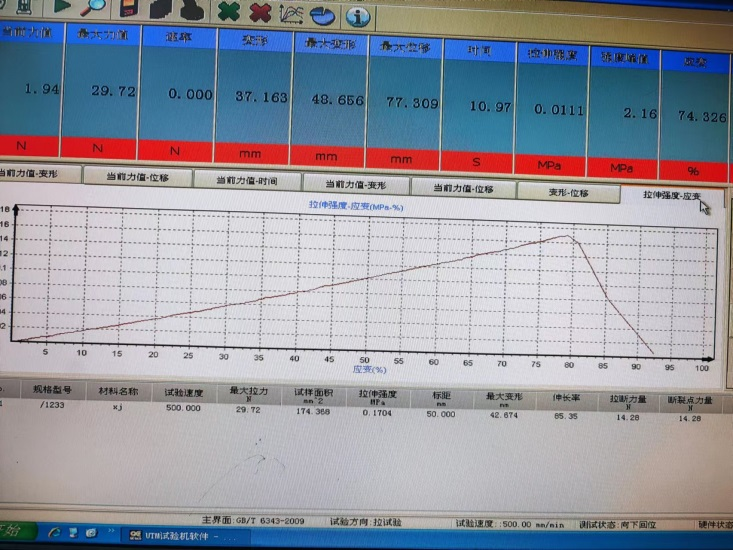 当前力值 最大力值 速率 变形 最大变形 最大位移 时间 拉伸强度 强度峰值
1.94 29.72 0.000 37.163 48.656 77.309 10.97 0.0111 2.16 74.326
N N N mm mm mm S MPa MPa %
当前力值-变形 当前力值-位移 当前力值-时间 当前力值-变形 当前力值-位移 变形-位移 拉伸强度-应变
拉伸强度-应变(MPa-%)
18
16
14
12
0.1
08
06
04
02
5 10 15 20 25 30 35 40 45 50 55 60 65 70 75 80 85 90 95 100
应变(%)
规格型号 材料名称 试验速度 最大拉力 N 试样面积 mm^2 拉伸强度 MPa 标距 mm 最大变形 mm 伸长率 拉断力量 N 断裂点力量 N
/1233 xj 500.000 29.72 174.368 0.1704 50.000 42.674 85.35 14.28 14.28
主界面:GB/T 6343-2009 试验方向:拉试验 试验速度::500.00 mm/min 测试状态:向下回位 硬件状态
开始 UTM试验机软件 - ...